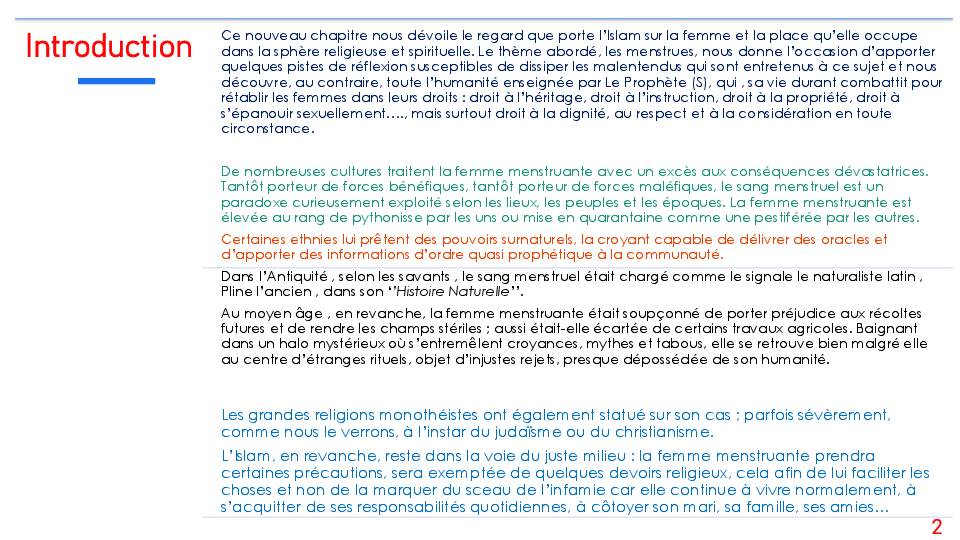 Introduction
Ce nouveau chapitre nous dévoile le regard que porte l’Islam sur la femme et la place qu’elle occupe
dans la sphère religieuse et spirituelle. Le thème abordé, les menstrues, nous donne l’occasion d’apporter
quelques pistes de réflexion susceptibles de dissiper les malentendus qui sont entretenus à ce sujet et nous
découvre, au contraire, toute l’humanité enseignée par Le Prophète (S), qui , sa vie durant combattit pour
rétablir les femmes dans leurs droits : droit à l’héritage, droit à l’instruction, droit à la propriété, droit à
s’épanouir sexuellement…., mais surtout droit à la dignité, au respect et à la considération en toute
circonstance.
De nombreuses cultures traitent la femme menstruante avec un excès aux conséquences dévastatrices.
Tantôt porteur de forces bénéfiques, tantôt porteur de forces maléfiques, le sang menstruel est un
paradoxe curieusement exploité selon les lieux, les peuples et les époques. La femme menstruante est
élevée au rang de pythonisse par les uns ou mise en quarantaine comme une pestiférée par les autres.
Certaines ethnies lui prêtent des pouvoirs surnaturels, la croyant capable de délivrer des oracles et
d’apporter des informations d’ordre quasi prophétique à la communauté.
Dans l’Antiquité , selon les savants , le sang menstruel était chargé comme le signale le naturaliste latin ,
Pline l’ancien , dans son ‘’Histoire Naturelle’’.
Au moyen âge , en revanche, la femme menstruante était soupçonné de porter préjudice aux récoltes
futures et de rendre les champs stériles ; aussi était-elle écartée de certains travaux agricoles. Baignant
dans un halo mystérieux où s’entremêlent croyances, mythes et tabous, elle se retrouve bien malgré elle
au centre d’étranges rituels, objet d’injustes rejets, presque dépossédée de son humanité.
Les grandes religions monothéistes ont également statué sur son cas ; parfois sévèrement,
comme nous le verrons, à l’instar du judaïsme ou du christianisme.
L’Islam, en revanche, reste dans la voie du juste milieu : la femme menstruante prendra
certaines précautions, sera exemptée de quelques devoirs religieux, cela afin de lui faciliter les
choses et non de la marquer du sceau de l’infamie car elle continue à vivre normalement, à
s’acquitter de ses responsabilités quotidiennes, à côtoyer son mari, sa famille, ses amies…
2